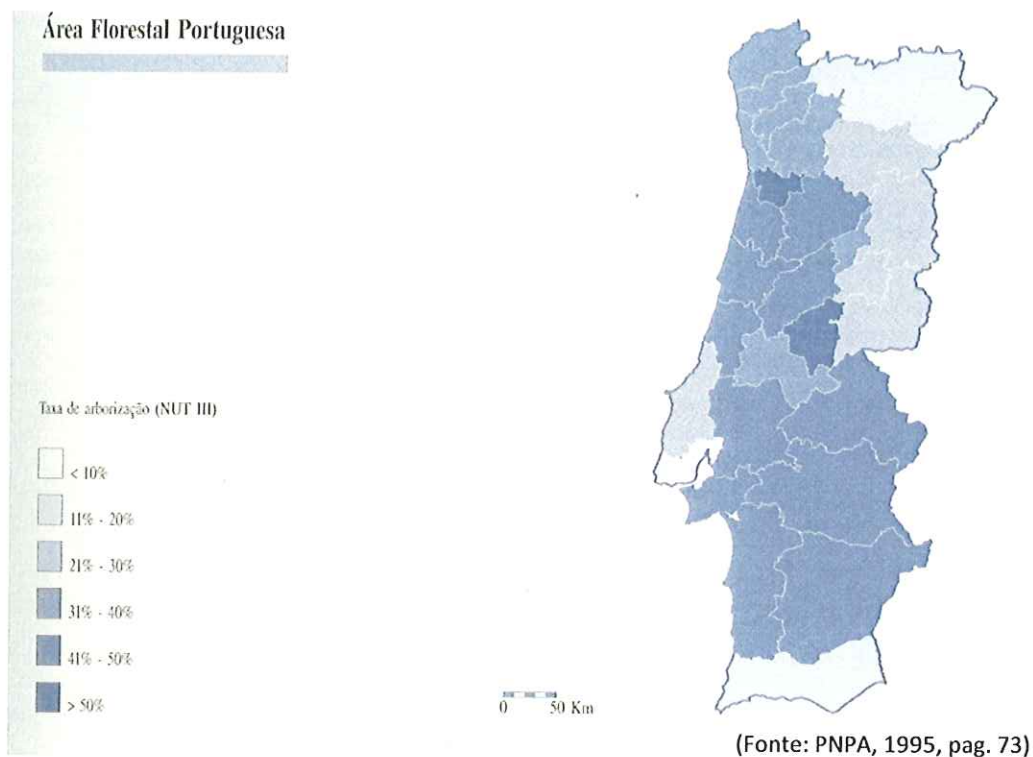 Área Florestal Portuguesa
Taxa de arborização (NUT III)
< 10%
11% - 20%
21% - 30%
31% - 40%
41% - 50%
> 50%
0 50 Km
(Fonte: PNPA, 1995, pag. 73)